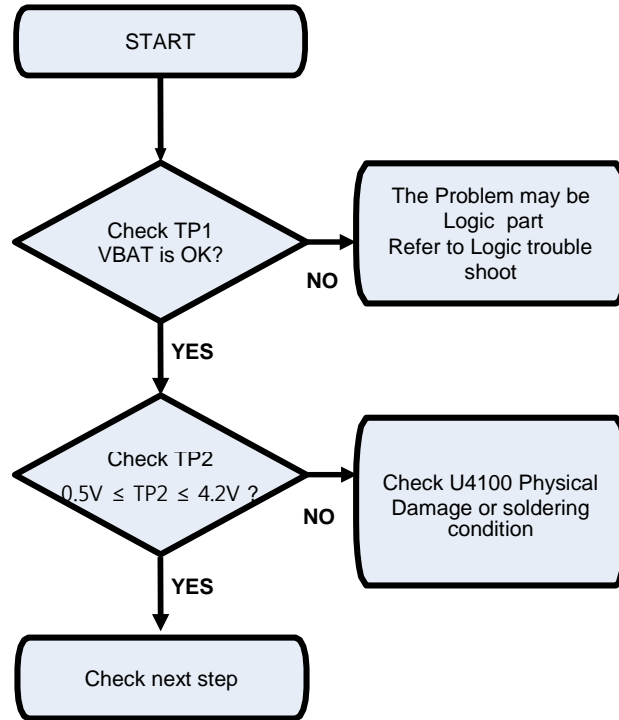 START
Check TP1
VBAT is OK?
The Problem may be
Logic part
Refer to Logic trouble
shoot
NO
YES
Check TP2
0.5V ≤ TP2 ≤ 4.2V ?
Check U4100 Physical
Damage or soldering
condition
NO
YES
Check next step